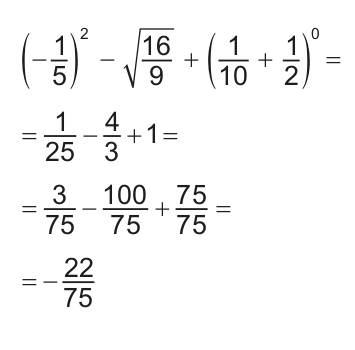 (-1/5)² - √(16/9) + (1/10 + 1/2)⁰ =
= 1/25 - 4/3 + 1 =
= 3/75 - 100/75 + 75/75 =
= - 22/75